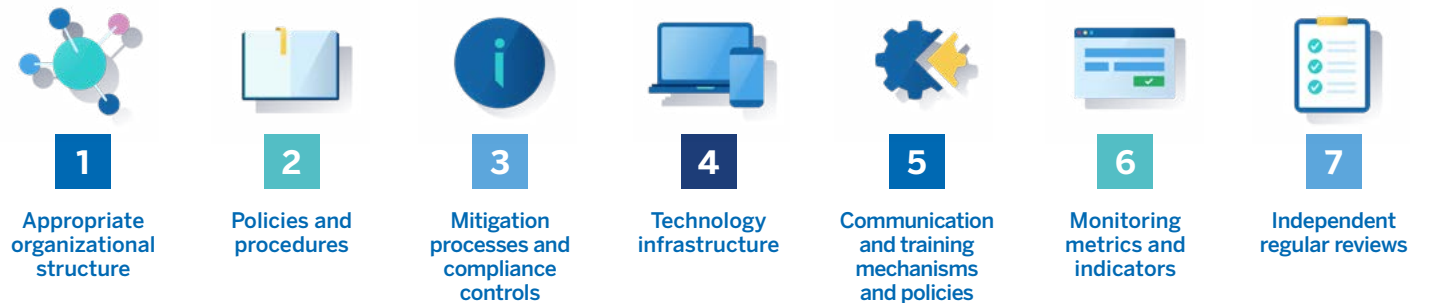 1
Appropriate
organizational
structure
2
Policies and
procedures
3
Mitigation
processes and
compliance
controls
4
Technology
infrastructure
5
Communication
and training
mechanisms
and policies
6
Monitoring
metrics and
indicators
7
Independent
regular reviews